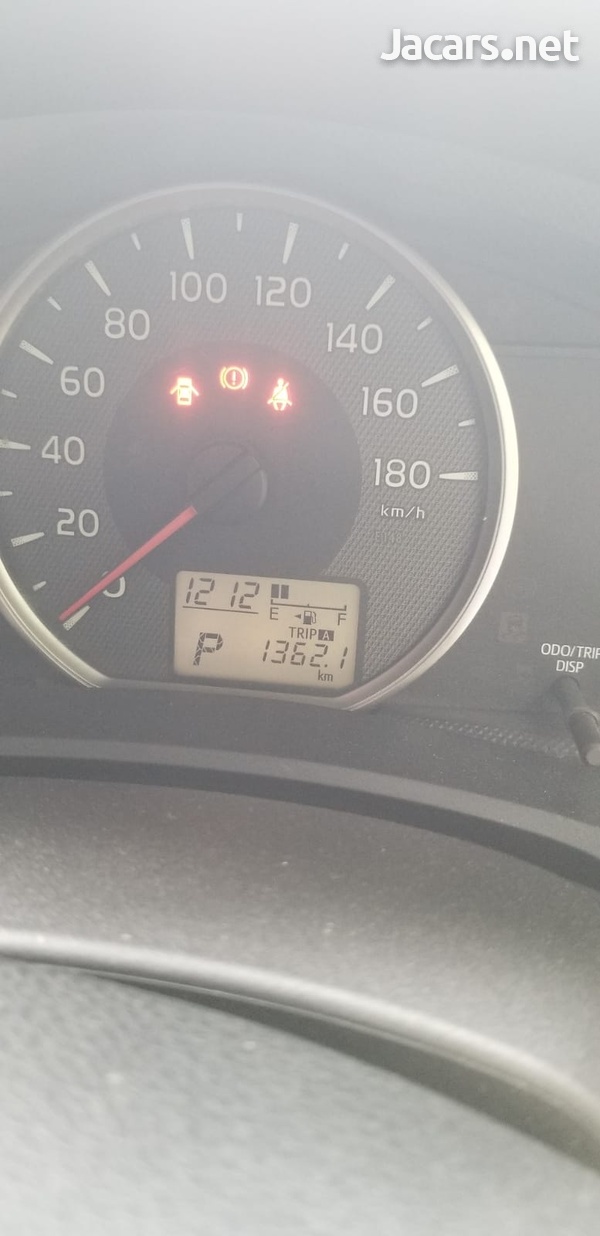 Jacars.net
100 120
80 140
60 160
40 180
km/h
20
0
1212
E F
TRIP A
P 1362.1
km
ODO/TRIP
DISP